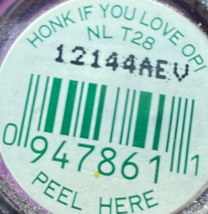 HONK IF YOU LOVE OPI
NL T28
12144AEV
0 947861 1
PEEL HERE